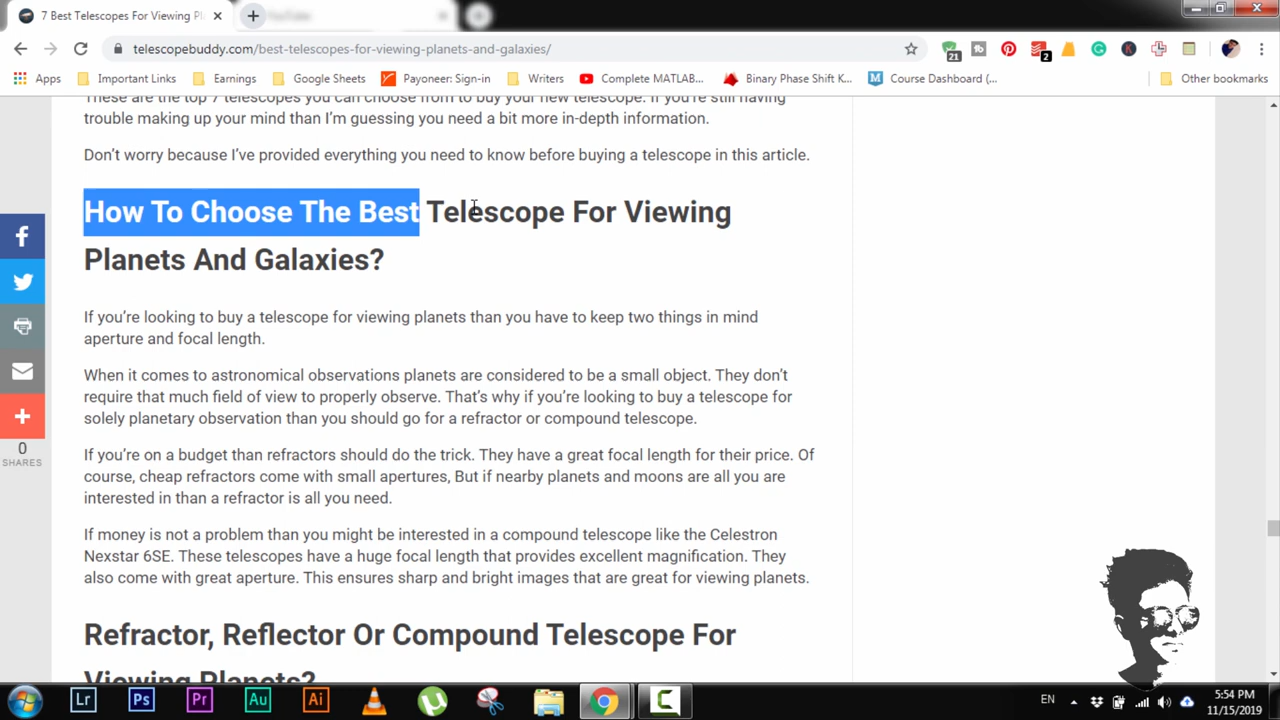 7 Best Telescopes For Viewing Pl
YouTube
telescopebuddy.com/best-telescopes-for-viewing-planets-and-galaxies/
21
2
Apps
Important Links
Earnings
Google Sheets
Payoneer: Sign-in
Writers
Complete MATLAB...
Binary Phase Shift K...
Course Dashboard (...
Other bookmarks
These are the top 7 telescopes you can choose from to buy your new telescope. If you're still having
trouble making up your mind than I'm guessing you need a bit more in-depth information.
Don't worry because I've provided everything you need to know before buying a telescope in this article.
How To Choose The Best Telescope For Viewing
Planets And Galaxies?
If you're looking to buy a telescope for viewing planets than you have to keep two things in mind
aperture and focal length.
When it comes to astronomical observations planets are considered to be a small object. They don't
require that much field of view to properly observe. That's why if you're looking to buy a telescope for
solely planetary observation than you should go for a refractor or compound telescope.
If you're on a budget than refractors should do the trick. They have a great focal length for their price. Of
course, cheap refractors come with small apertures, But if nearby planets and moons are all you are
interested in than a refractor is all you need.
If money is not a problem than you might be interested in a compound telescope like the Celestron
Nexstar 6SE. These telescopes have a huge focal length that provides excellent magnification. They
also come with great aperture. This ensures sharp and bright images that are great for viewing planets.
Refractor, Reflector Or Compound Telescope For
Viewing Planets?
0
SHARES
Lr
Ps
Pr
Au
Ai
EN
5:54 PM
11/15/2019